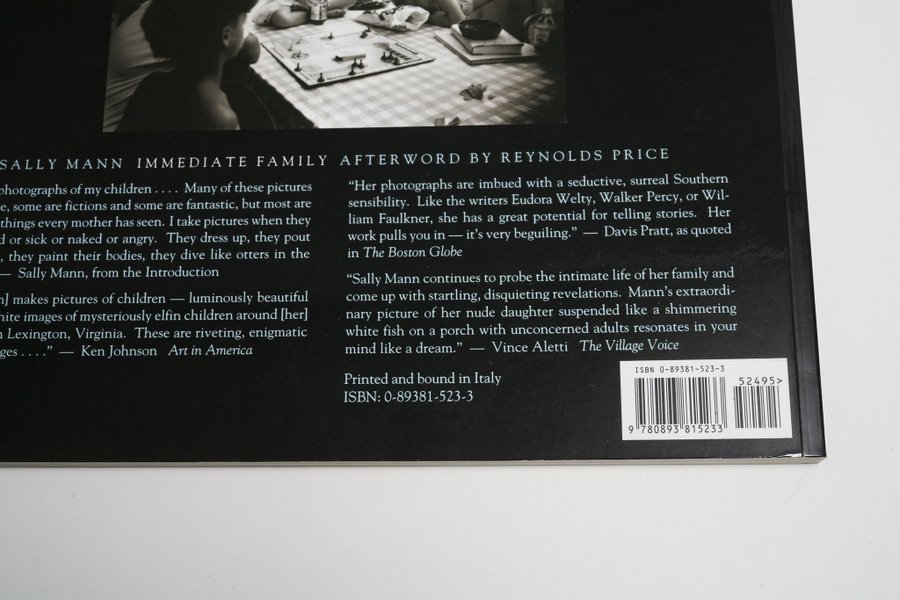 SALLY MANN IMMEDIATE FAMILY AFTERWORD BY REYNOLDS PRICE
photographs of my children . . . . Many of these pictures
, some are fictions and some are fantastic, but most are
things every mother has seen. I take pictures when they
or sick or naked or angry. They dress up, they pout
, they paint their bodies, they dive like otters in the
— Sally Mann, from the Introduction
] makes pictures of children — luminously beautiful
images of mysteriously elfin children around [her]
Lexington, Virginia. These are riveting, enigmatic
. . . .” — Ken Johnson Art in America
“Her photographs are imbued with a seductive, surreal Southern
sensibility. Like the writers Eudora Welty, Walker Percy, or Wil-
liam Faulkner, she has a great potential for telling stories. Her
work pulls you in — it’s very beguiling.” — Davis Pratt, as quoted
in The Boston Globe
“Sally Mann continues to probe the intimate life of her family and
come up with startling, disquieting revelations. Mann’s extraordi-
nary picture of her nude daughter suspended like a shimmering
white fish on a porch with unconcerned adults resonates in your
mind like a dream.” — Vince Aletti The Village Voice
Printed and bound in Italy
ISBN: 0-89381-523-3
ISBN 0-89381-523-3
52495>
9 780893 815233